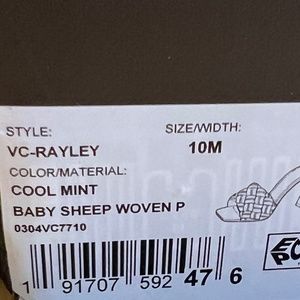 STYLE: SIZE/WIDTH:
VC-RAYLEY 10M
COLOR/MATERIAL:
COOL MINT
BABY SHEEP WOVEN P
0304VC7710
1 91707 592 47 6